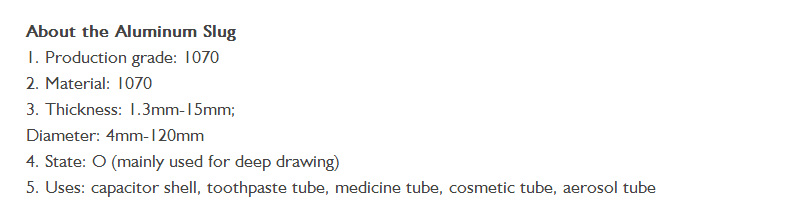 About the Aluminum Slug
1. Production grade: 1070
2. Material: 1070
3. Thickness: 1.3mm-15mm;
Diameter: 4mm-120mm
4. State: O (mainly used for deep drawing)
5. Uses: capacitor shell, toothpaste tube, medicine tube, cosmetic tube, aerosol tube